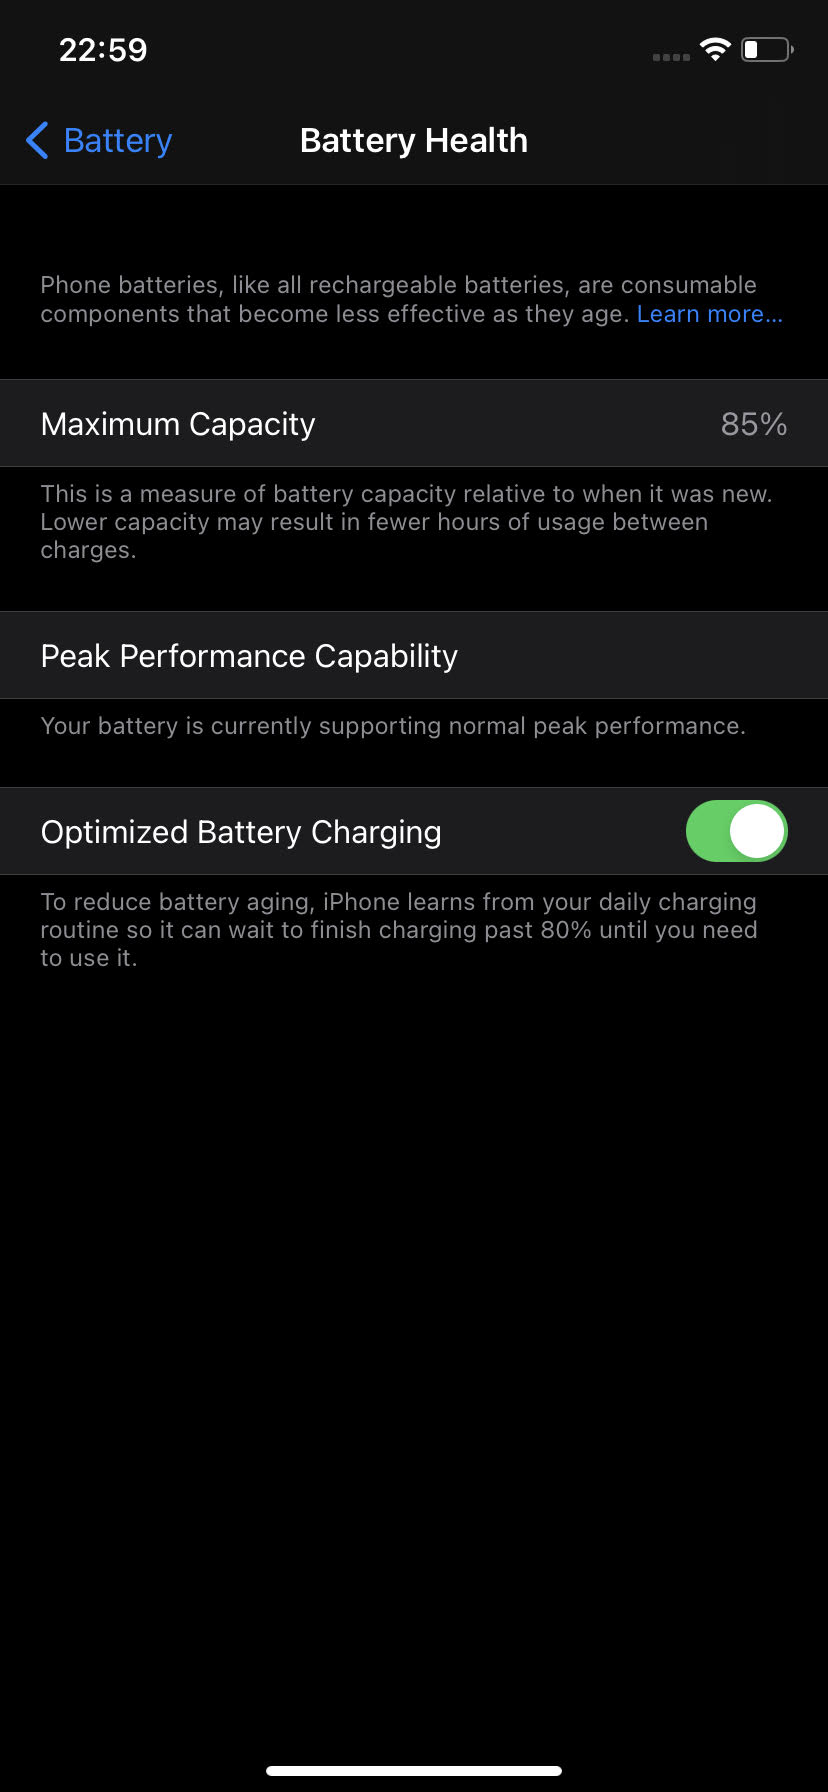 22:59
Battery
Battery Health
Phone batteries, like all rechargeable batteries, are consumable
components that become less effective as they age. Learn more...
Maximum Capacity 85%
This is a measure of battery capacity relative to when it was new.
Lower capacity may result in fewer hours of usage between
charges.
Peak Performance Capability
Your battery is currently supporting normal peak performance.
Optimized Battery Charging
To reduce battery aging, iPhone learns from your daily charging
routine so it can wait to finish charging past 80% until you need
to use it.